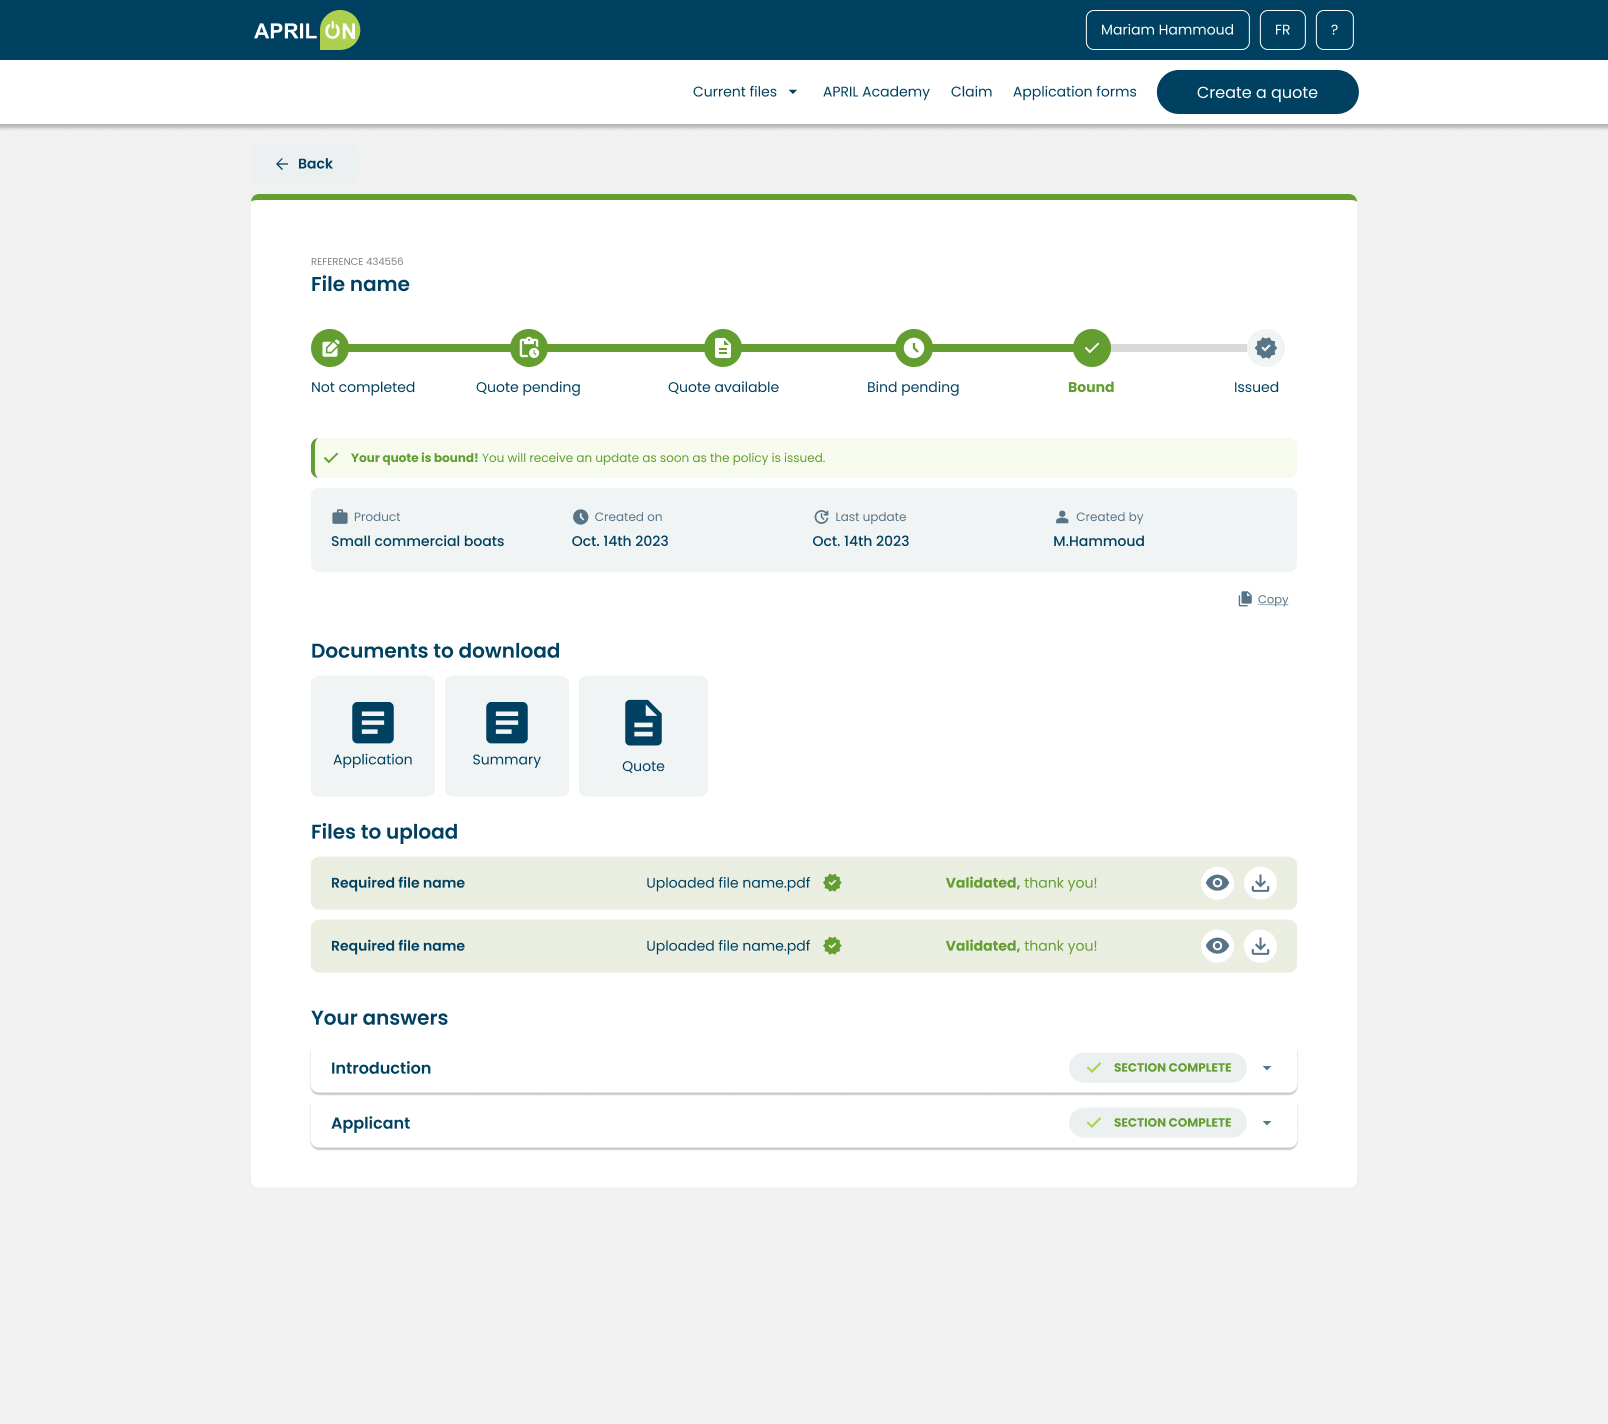 APRIL ON
Mariam Hammoud
FR
?
Current files
APRIL Academy
Claim
Application forms
Create a quote
Back
REFERENCE 434556
File name
Not completed
Quote pending
Quote available
Bind pending
Bound
Issued
Your quote is bound! You will receive an update as soon as the policy is issued.
Product
Created on
Last update
Created by
Small commercial boats
Oct. 14th 2023
Oct. 14th 2023
M.Hammoud
Copy
Documents to download
Application
Summary
Quote
Files to upload
Required file name
Uploaded file name.pdf
Validated, thank you!
Required file name
Uploaded file name.pdf
Validated, thank you!
Your answers
Introduction
SECTION COMPLETE
Applicant
SECTION COMPLETE